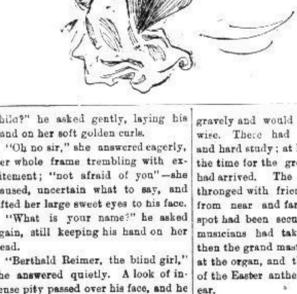 hild?" he asked gently, laying his
and on her soft golden curls.
"Oh no sir," she answered eagerly,
er whole frame trembling with ex-
itement; "not afraid of you"—she
aused, uncertain what to say, and
ifted her large sweet eyes to his face.
"What is your name?" he asked
gain, still keeping his hand on her
ead.
"Berthald Reimer, the blind girl,"
he answered quietly. A look of in-
ense pity passed over his face, and he
gravely and would
wise. There had
and hard study; at l
the time for the gr
had arrived. The
thronged with frien
from near and far
spot had been secu
musicians had tak
then the grand mast
at the organ, and th
of the Easter anthe
ear.